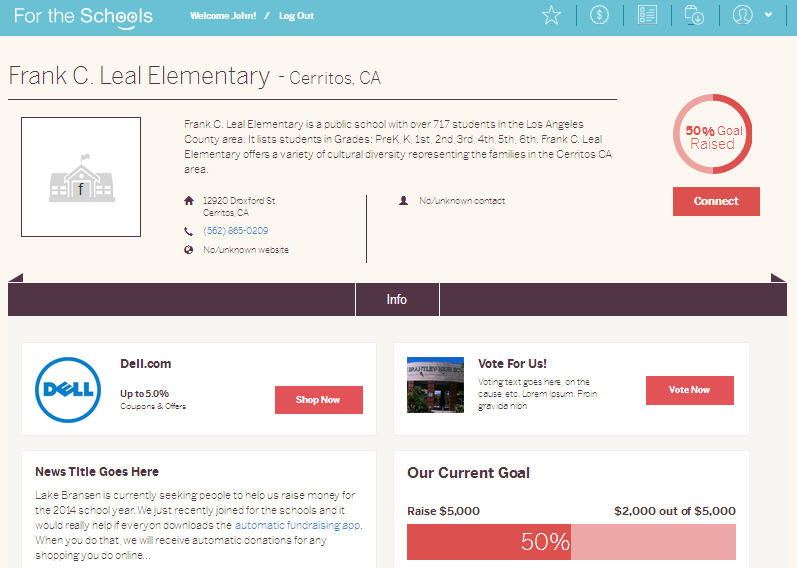 For the Schools
Welcome John! / Log Out
Frank C. Leal Elementary - Cerritos, CA
Frank C. Leal Elementary is a public school with over 717 students in the Los Angeles
County area. It lists students in Grades: PreK, K, 1st, 2nd, 3rd, 4th, 5th, 6th. Frank C. Leal
Elementary offers a variety of cultural diversity representing the families in the Cerritos CA
area.
f
50% Goal
Raised
Connect
12920 Droxford St
Cerritos, CA
(562) 865-0209
No/unknown website
No/unknown contact
Info
DELL
Dell.com
Up to 5.0%
Coupons & Offers
Shop Now
BRANTLEY HIGH
Vote For Us!
Voting text goes here, on the
cause, etc. Lorem Ipsum. Proin
gravida nibh
Vote Now
News Title Goes Here
Lake Bransen is currently seeking people to help us raise money for
the 2014 school year. We just recently joined for the schools and it
would really help if everyon downloads the automatic fundraising app.
When you do that, we will receive automatic donations for any
shopping you do online...
Our Current Goal
Raise $5,000
$2,000 out of $5,000
50%